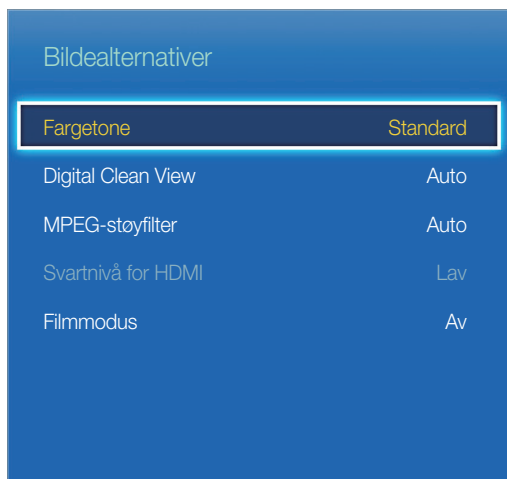 Bildealternativer
Fargetone Standard
Digital Clean View Auto
MPEG-støyfilter Auto
Svartnivå for HDMI Lav
Filmmodus Av